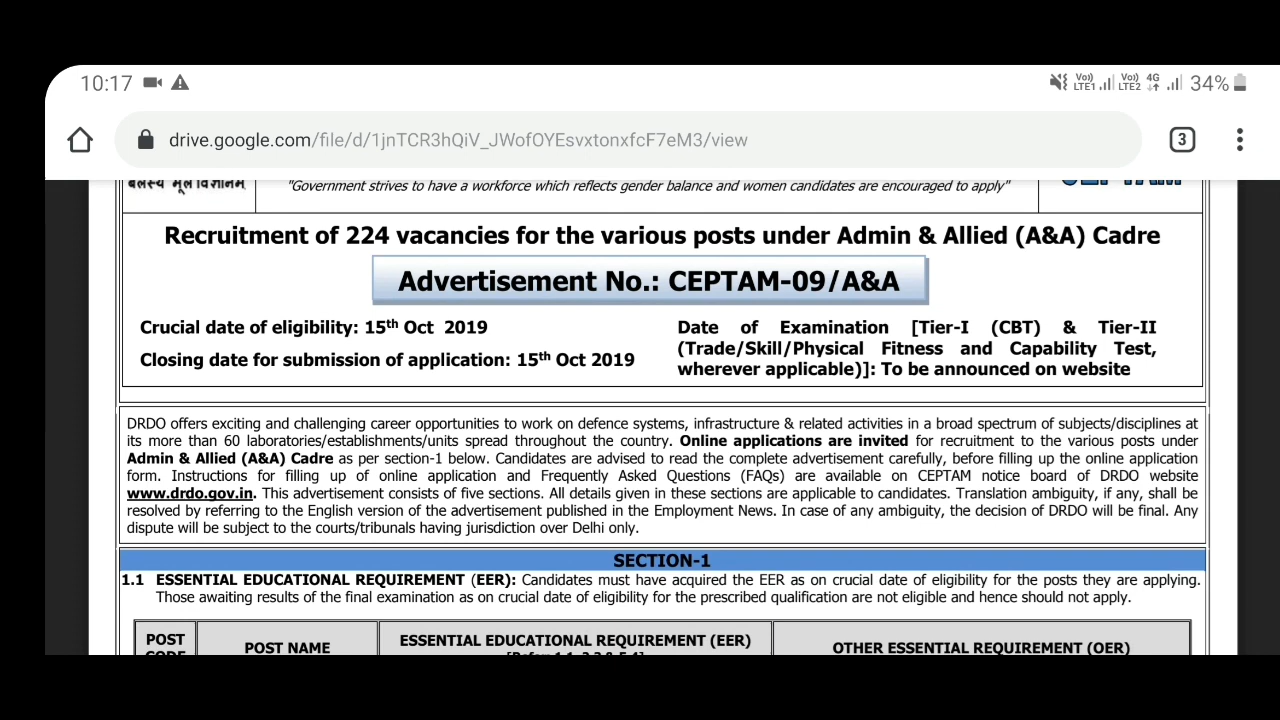 10:17
Vo)) LTE1 Vo)) LTE2 4G 34%
drive.google.com/file/d/1jnTCR3hQiV_JWofOYEsvxtonxfcF7eM3/view
3
बलस्य मूलं विज्ञानम्
"Government strives to have a workforce which reflects gender balance and women candidates are encouraged to apply"
CEPTAM
Recruitment of 224 vacancies for the various posts under Admin & Allied (A&A) Cadre
Advertisement No.: CEPTAM-09/A&A
Crucial date of eligibility: 15th Oct 2019
Closing date for submission of application: 15th Oct 2019
Date of Examination [Tier-I (CBT) & Tier-II
(Trade/Skill/Physical Fitness and Capability Test,
wherever applicable)]: To be announced on website
DRDO offers exciting and challenging career opportunities to work on defence systems, infrastructure & related activities in a broad spectrum of subjects/disciplines at
its more than 60 laboratories/establishments/units spread throughout the country. Online applications are invited for recruitment to the various posts under
Admin & Allied (A&A) Cadre as per section-1 below. Candidates are advised to read the complete advertisement carefully, before filling up the online application
form. Instructions for filling up of online application and Frequently Asked Questions (FAQs) are available on CEPTAM notice board of DRDO website
www.drdo.gov.in. This advertisement consists of five sections. All details given in these sections are applicable to candidates. Translation ambiguity, if any, shall be
resolved by referring to the English version of the advertisement published in the Employment News. In case of any ambiguity, the decision of DRDO will be final. Any
dispute will be subject to the courts/tribunals having jurisdiction over Delhi only.
SECTION-1
1.1 ESSENTIAL EDUCATIONAL REQUIREMENT (EER): Candidates must have acquired the EER as on crucial date of eligibility for the posts they are applying.
Those awaiting results of the final examination as on crucial date of eligibility for the prescribed qualification are not eligible and hence should not apply.
POST
CODE
POST NAME
ESSENTIAL EDUCATIONAL REQUIREMENT (EER)
OTHER ESSENTIAL REQUIREMENT (OER)